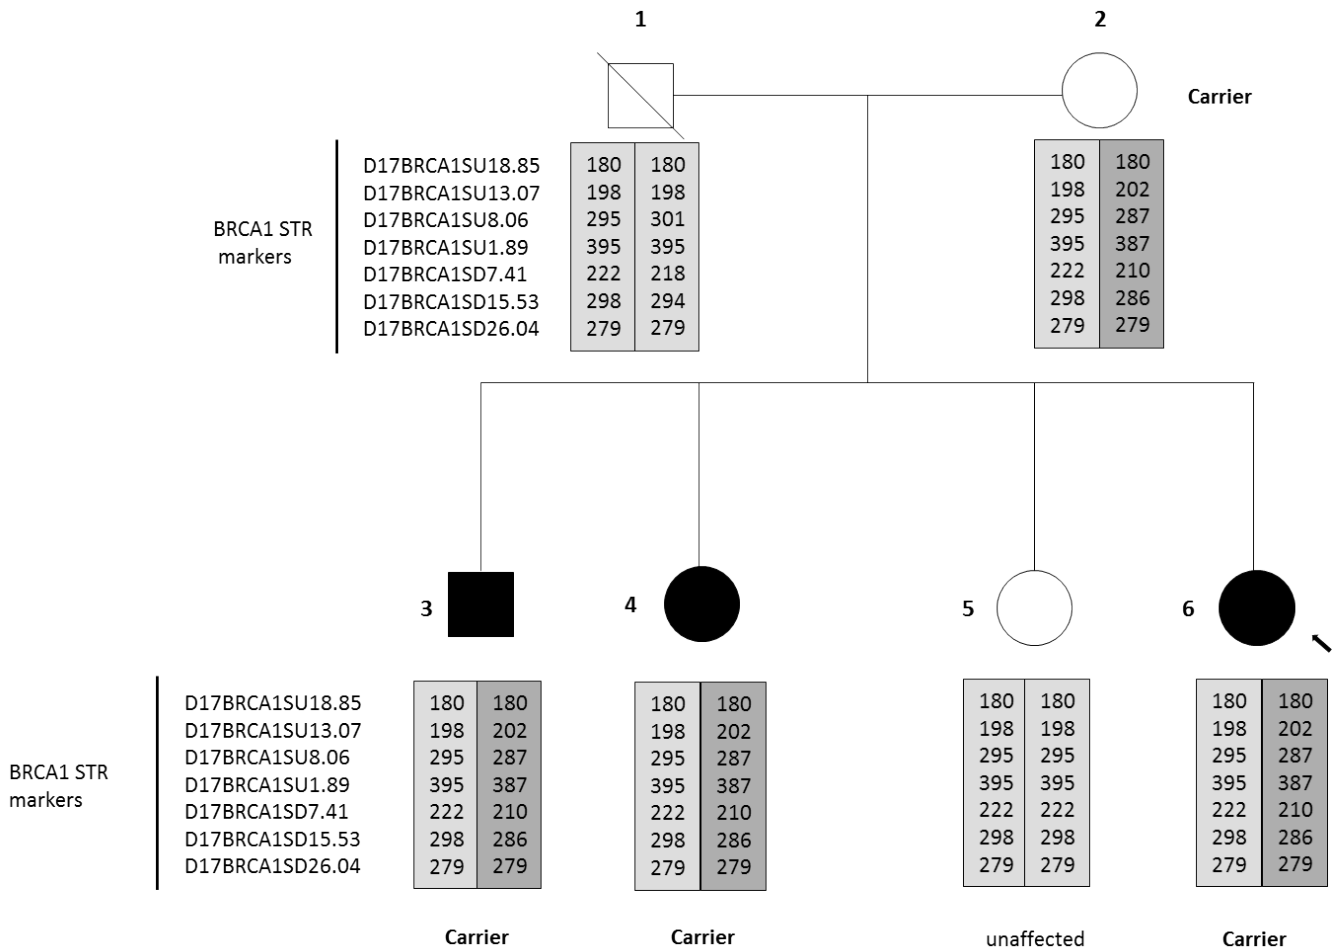 1
2
Carrier
BRCA1 STR
markers
D17BRCA1SU18.85 180 180 180 180
D17BRCA1SU13.07 198 198 198 202
D17BRCA1SU8.06 295 301 295 287
D17BRCA1SU1.89 395 395 395 387
D17BRCA1SD7.41 222 218 222 210
D17BRCA1SD15.53 298 294 298 286
D17BRCA1SD26.04 279 279 279 279
3
4
5
6
BRCA1 STR
markers
D17BRCA1SU18.85 180 180 180 180 180 180 180 180
D17BRCA1SU13.07 198 202 198 202 198 198 198 202
D17BRCA1SU8.06 295 287 295 287 295 295 295 287
D17BRCA1SU1.89 395 387 395 387 395 395 395 387
D17BRCA1SD7.41 222 210 222 210 222 222 222 210
D17BRCA1SD15.53 298 286 298 286 298 298 298 286
D17BRCA1SD26.04 279 279 279 279 279 279 279 279
Carrier Carrier unaffected Carrier